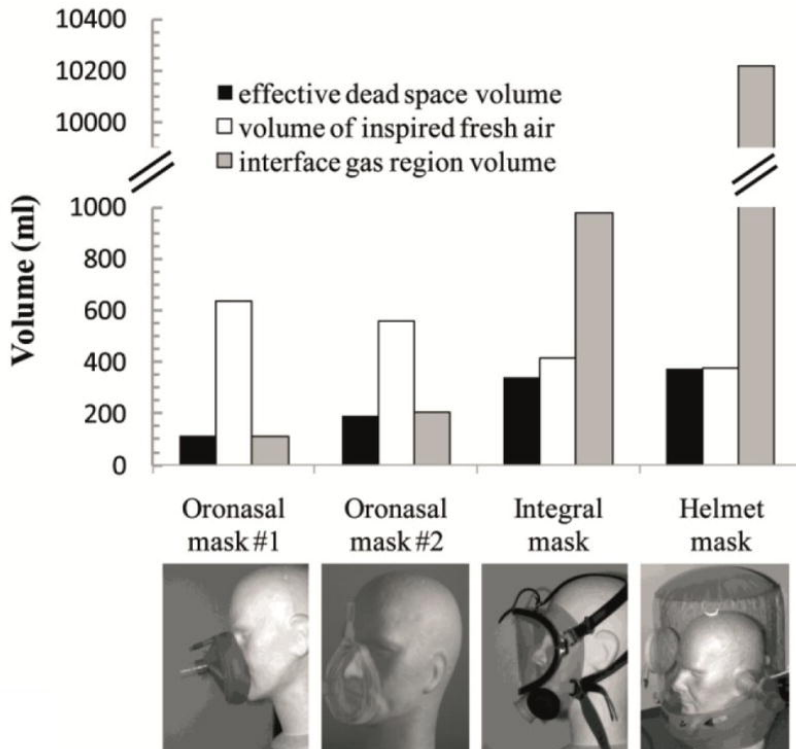 10400
10200
10000
effective dead space volume
volume of inspired fresh air
interface gas region volume
Volume (ml)
1000
800
600
400
200
0
Oronasal mask #1
Oronasal mask #2
Integral mask
Helmet mask